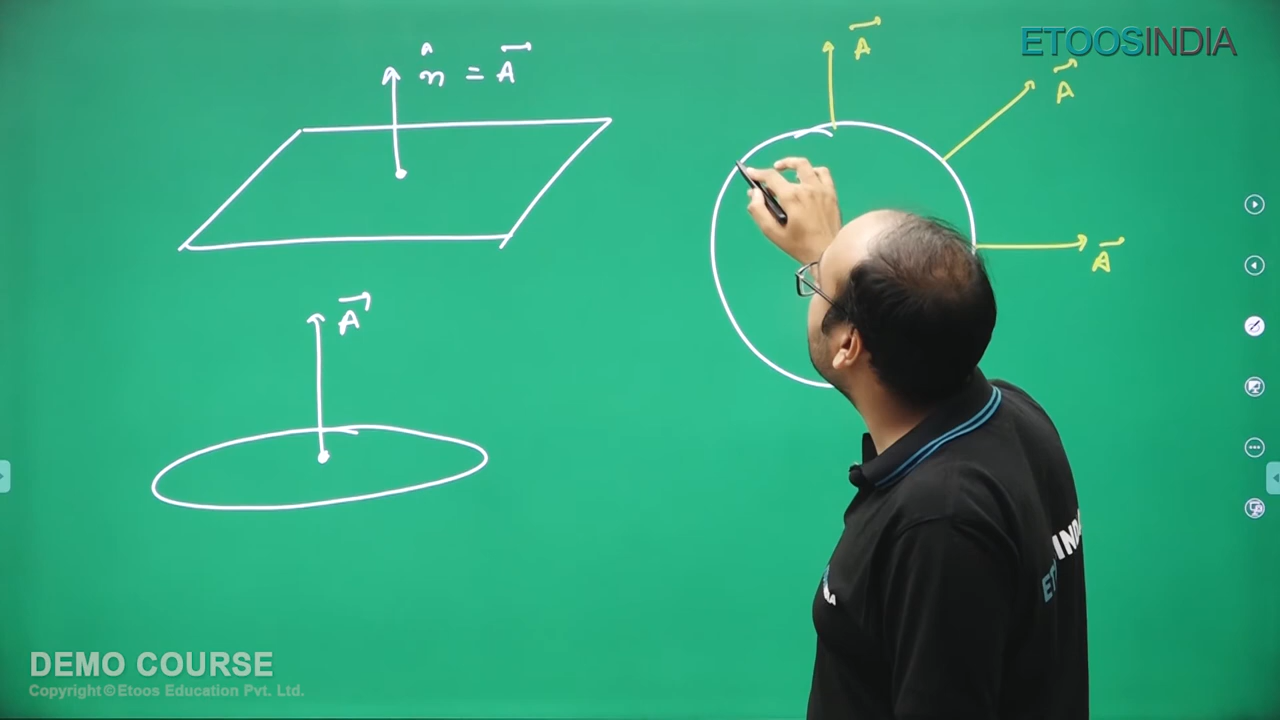 n̂ = A⃗
A⃗
A⃗
A⃗
A⃗
ETOOSINDIA
DEMO COURSE
Copyright © Etoos Education Pvt. Ltd.